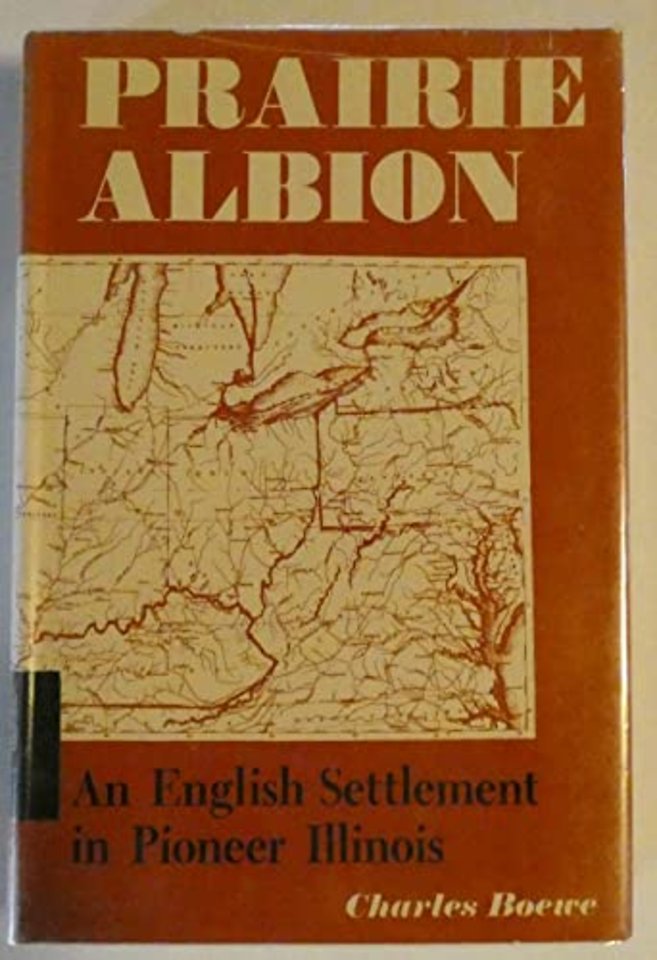 PRAIRIE
ALBION
An English Settlement
in Pioneer Illinois
Charles Boewe